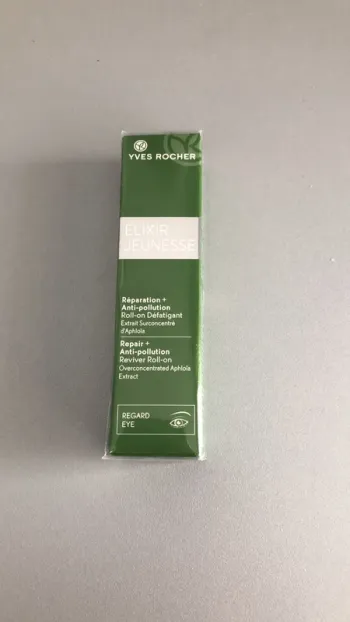 YVES ROCHER
ELIXIR
JEUNESSE
Réparation +
Anti-pollution
Roll-on Défatigant
Extrait Surconcentré
d'Aphloia
Repair +
Anti-pollution
Reviver Roll-on
Overconcentrated Aphloia
Extract
REGARD
EYE